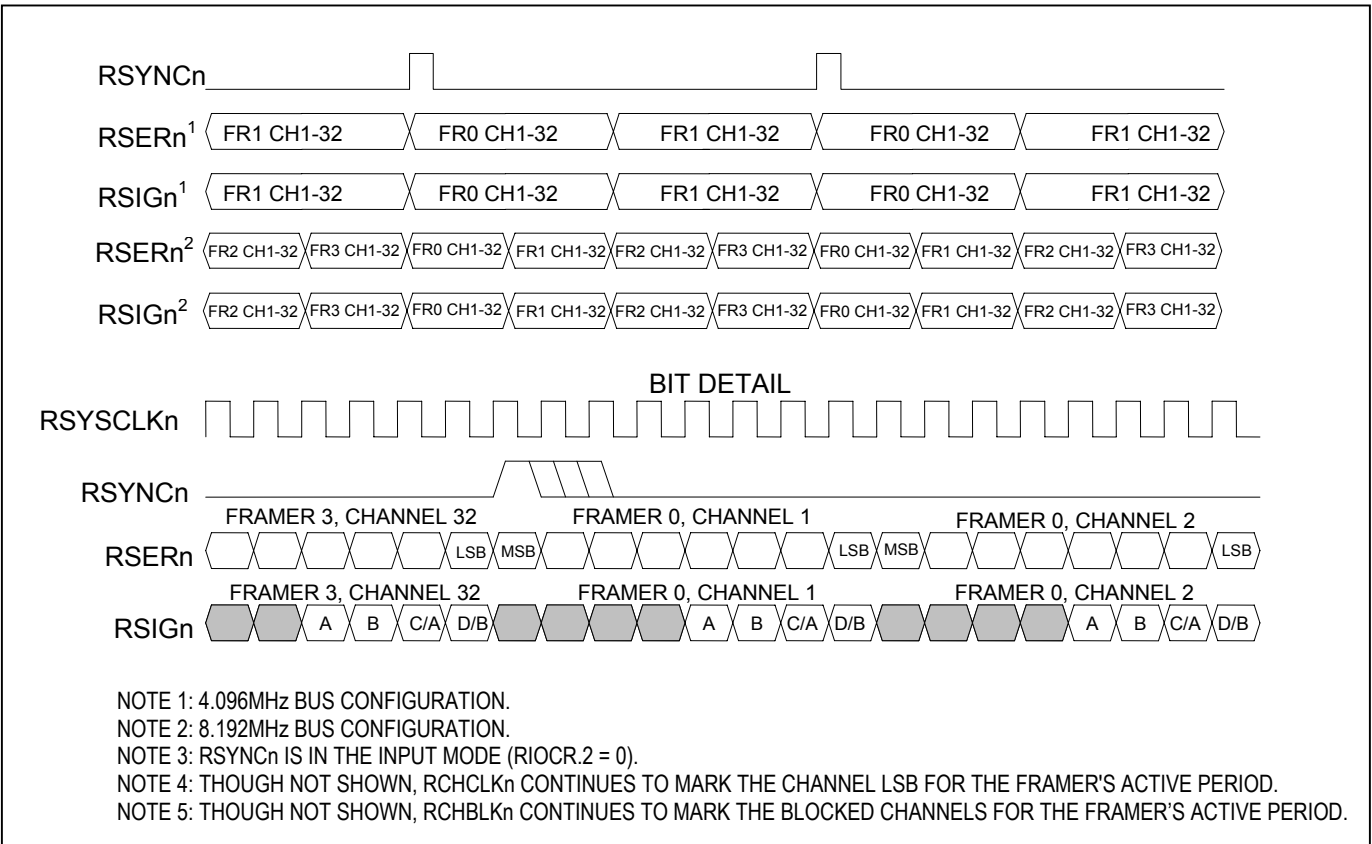 RSYNCn
RSERn1 FR1 CH1-32 FR0 CH1-32 FR1 CH1-32 FR0 CH1-32 FR1 CH1-32
RSIGn1 FR1 CH1-32 FR0 CH1-32 FR1 CH1-32 FR0 CH1-32 FR1 CH1-32
RSERn2 FR2 CH1-32 FR3 CH1-32 FR0 CH1-32 FR1 CH1-32 FR2 CH1-32 FR3 CH1-32 FR0 CH1-32 FR1 CH1-32 FR2 CH1-32 FR3 CH1-32
RSIGn2 FR2 CH1-32 FR3 CH1-32 FR0 CH1-32 FR1 CH1-32 FR2 CH1-32 FR3 CH1-32 FR0 CH1-32 FR1 CH1-32 FR2 CH1-32 FR3 CH1-32
BIT DETAIL
RSYSCLKn
RSYNCn
FRAMER 3, CHANNEL 32 FRAMER 0, CHANNEL 1 FRAMER 0, CHANNEL 2
RSERn LSB MSB LSB MSB LSB
FRAMER 3, CHANNEL 32 FRAMER 0, CHANNEL 1 FRAMER 0, CHANNEL 2
RSIGn A B C/A D/B A B C/A D/B A B C/A D/B
NOTE 1: 4.096MHz BUS CONFIGURATION.
NOTE 2: 8.192MHz BUS CONFIGURATION.
NOTE 3: RSYNCn IS IN THE INPUT MODE (RIOCR.2 = 0).
NOTE 4: THOUGH NOT SHOWN, RCHCLKn CONTINUES TO MARK THE CHANNEL LSB FOR THE FRAMER'S ACTIVE PERIOD.
NOTE 5: THOUGH NOT SHOWN, RCHBLKn CONTINUES TO MARK THE BLOCKED CHANNELS FOR THE FRAMER’S ACTIVE PERIOD.